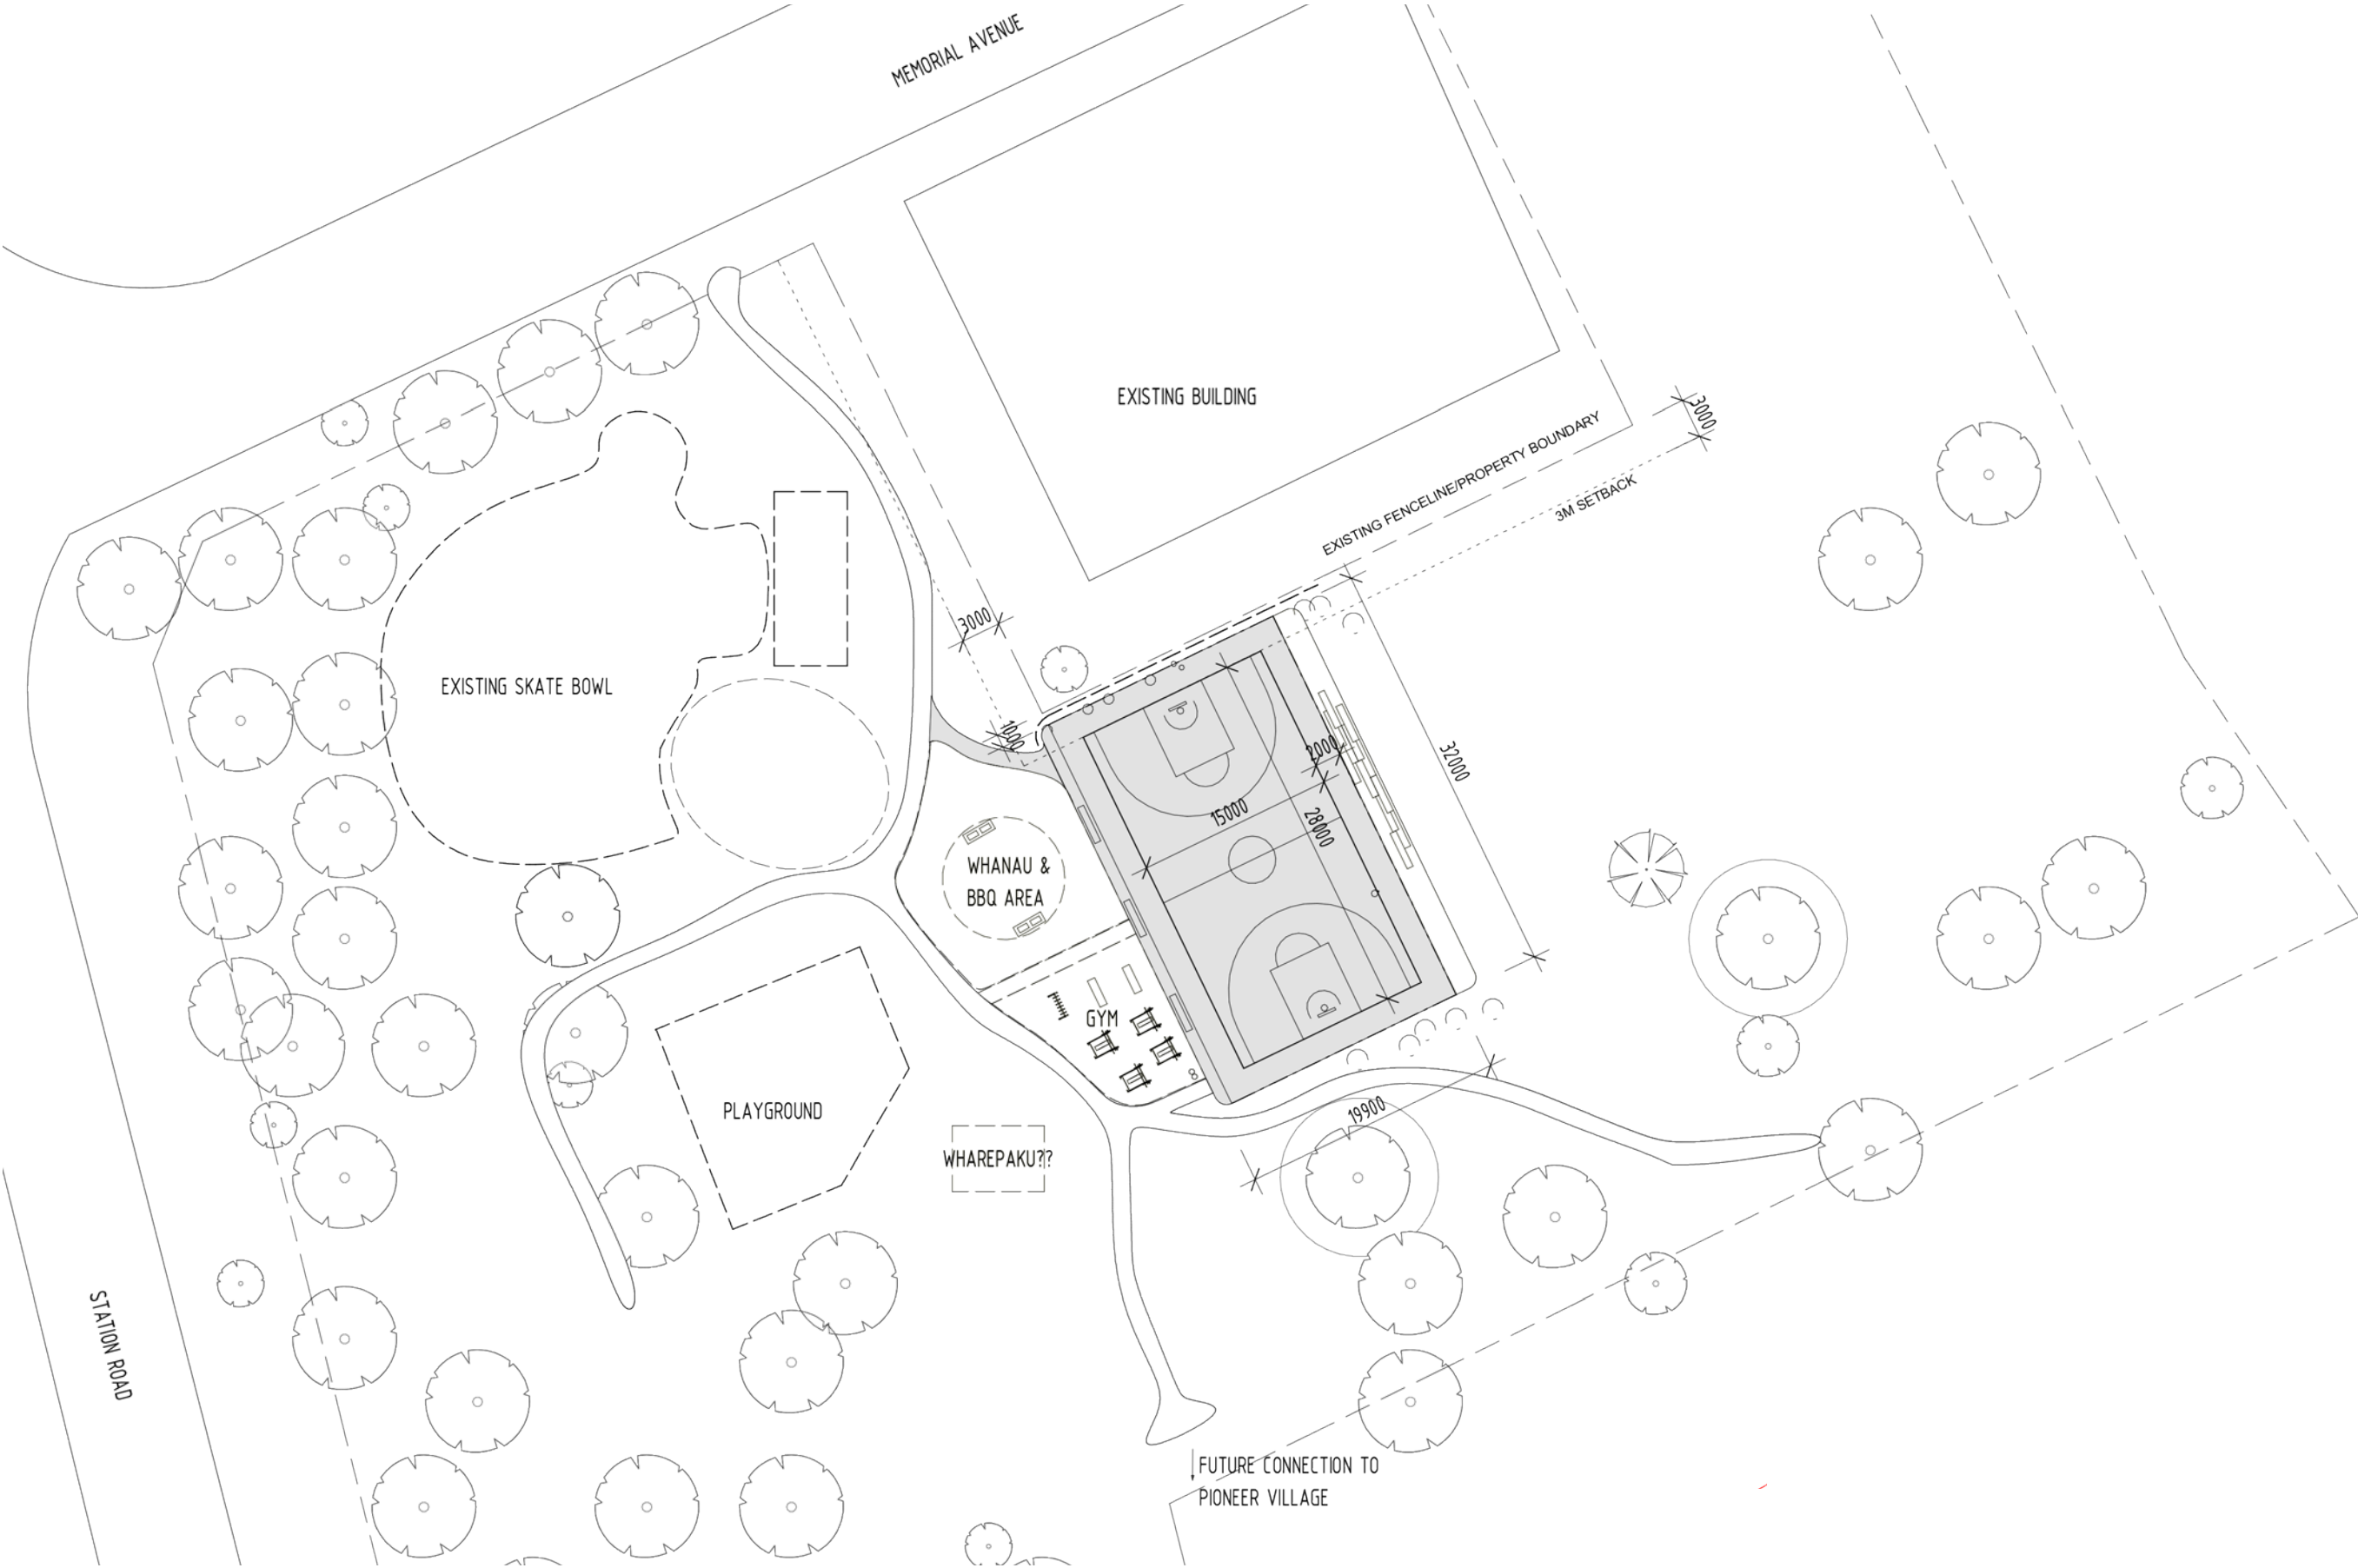 MEMORIAL AVENUE
EXISTING BUILDING
EXISTING FENCELINE/PROPERTY BOUNDARY
3000
3M SETBACK
3000
EXISTING SKATE BOWL
1000
2000
32000
15000
28000
WHANAU &
BBQ AREA
GYM
PLAYGROUND
19900
WHAREPAKU??
STATION ROAD
FUTURE CONNECTION TO
PIONEER VILLAGE